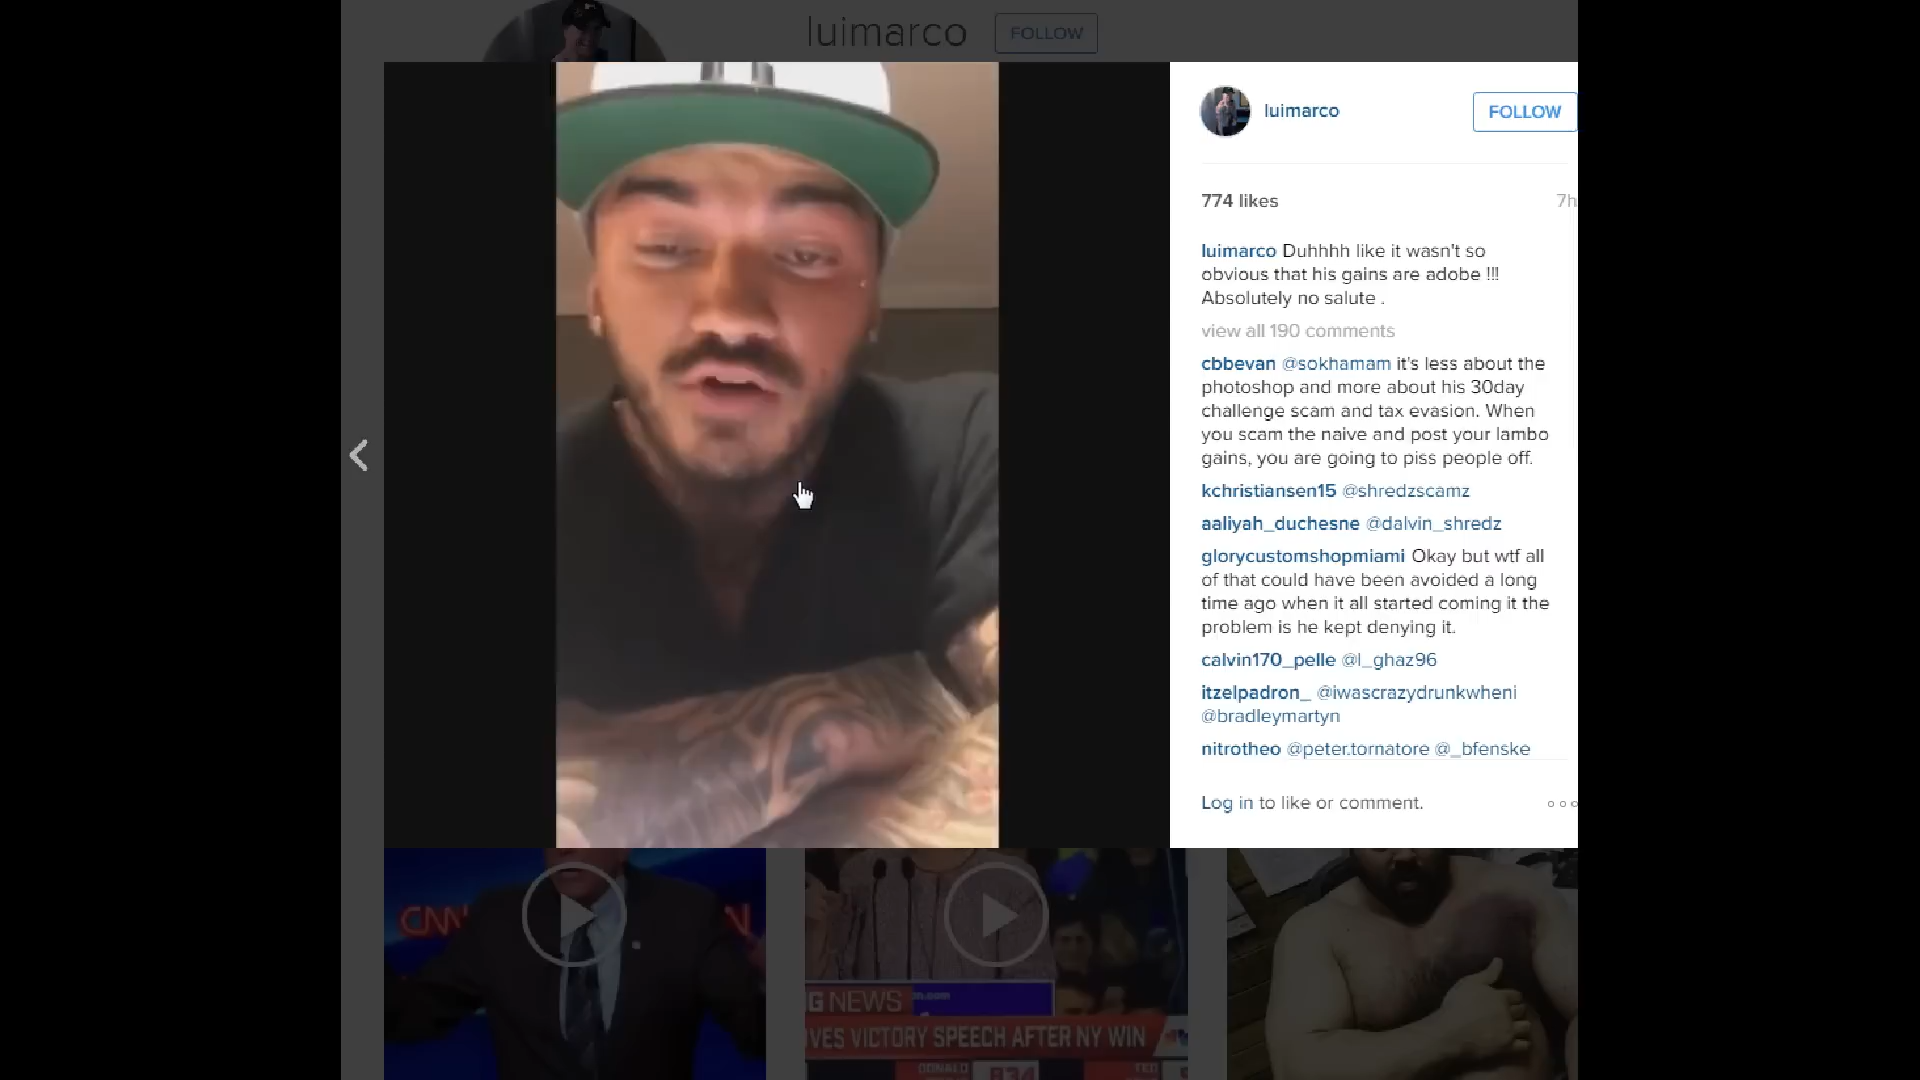 luimarco FOLLOW
luimarco FOLLOW
774 likes 7h
luimarco Duhhhh like it wasn't so
obvious that his gains are adobe !!!
Absolutely no salute .
view all 190 comments
cbbevan @sokhamam it's less about the
photoshop and more about his 30day
challenge scam and tax evasion. When
you scam the naive and post your lambo
gains, you are going to piss people off.
kchristiansen15 @shredzscamz
aaliyah_duchesne @dalvin_shredz
glorycustomshopmiami Okay but wtf all
of that could have been avoided a long
time ago when it all started coming it the
problem is he kept denying it.
calvin170_pelle @l_ghaz96
itzelpadron_ @iwascrazydrunkwheni
@bradleymartyn
nitrotheo @peter.tornatore @_bfenske
Log in to like or comment.
CNN N
G NEWS
VES VICTORY SPEECH AFTER NY WIN
DONALD 834 TED